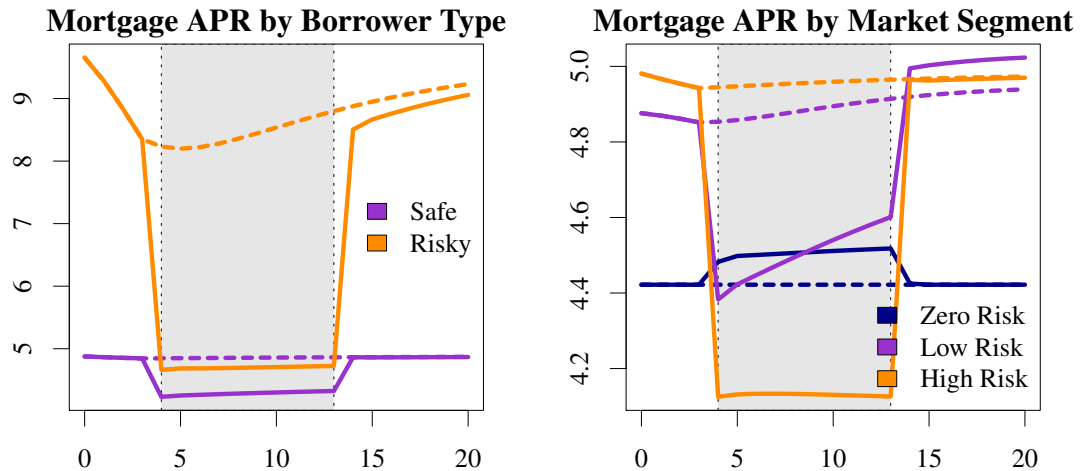 Mortgage APR by Borrower Type
9
8
7
6
5
0 5 10 15 20
Safe
Risky
Mortgage APR by Market Segment
5.0
4.8
4.6
4.4
4.2
0 5 10 15 20
Zero Risk
Low Risk
High Risk